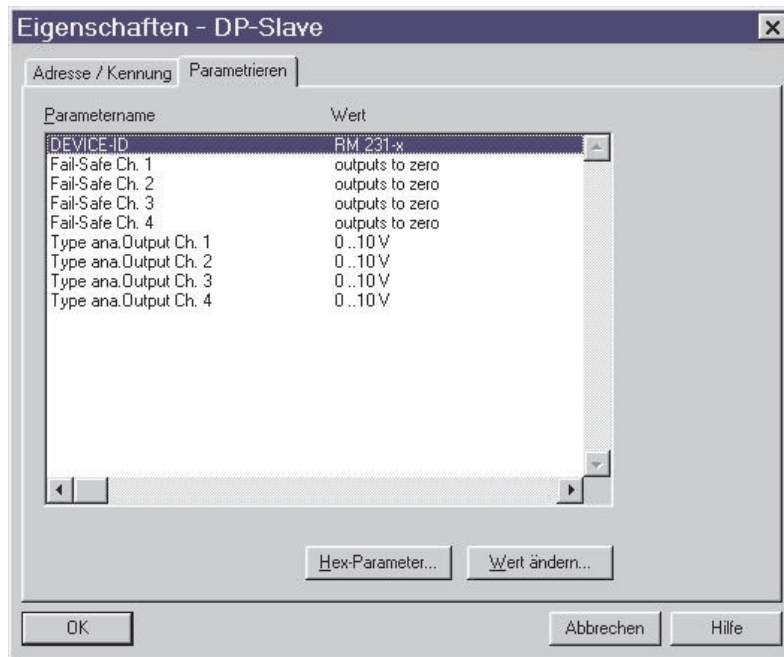 Eigenschaften - DP-Slave
Adresse / Kennung Parametrieren
Parametername Wert
DEVICE-ID RM 231-x
Fail-Safe Ch. 1 outputs to zero
Fail-Safe Ch. 2 outputs to zero
Fail-Safe Ch. 3 outputs to zero
Fail-Safe Ch. 4 outputs to zero
Type ana.Output Ch. 1 0..10 V
Type ana.Output Ch. 2 0..10 V
Type ana.Output Ch. 3 0..10 V
Type ana.Output Ch. 4 0..10 V
Hex-Parameter... Wert ändern...
OK Abbrechen Hilfe